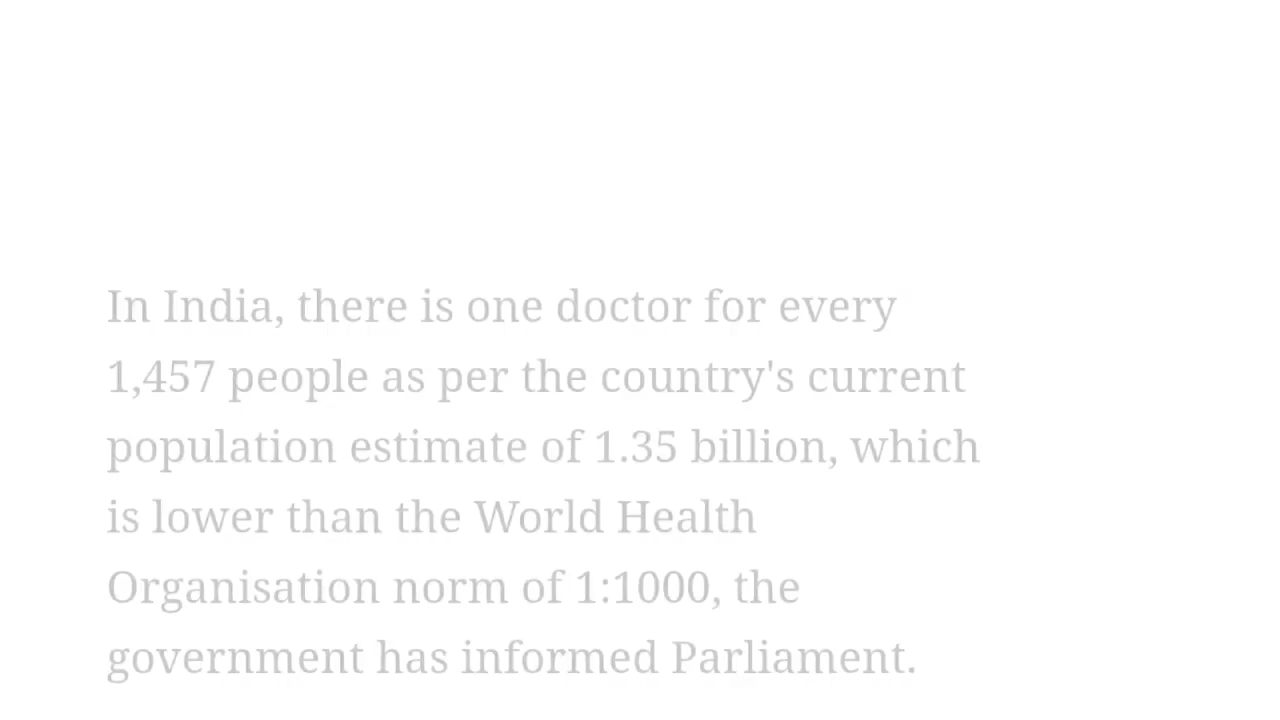 In India, there is one doctor for every
1,457 people as per the country's current
population estimate of 1.35 billion, which
is lower than the World Health
Organisation norm of 1:1000, the
government has informed Parliament.